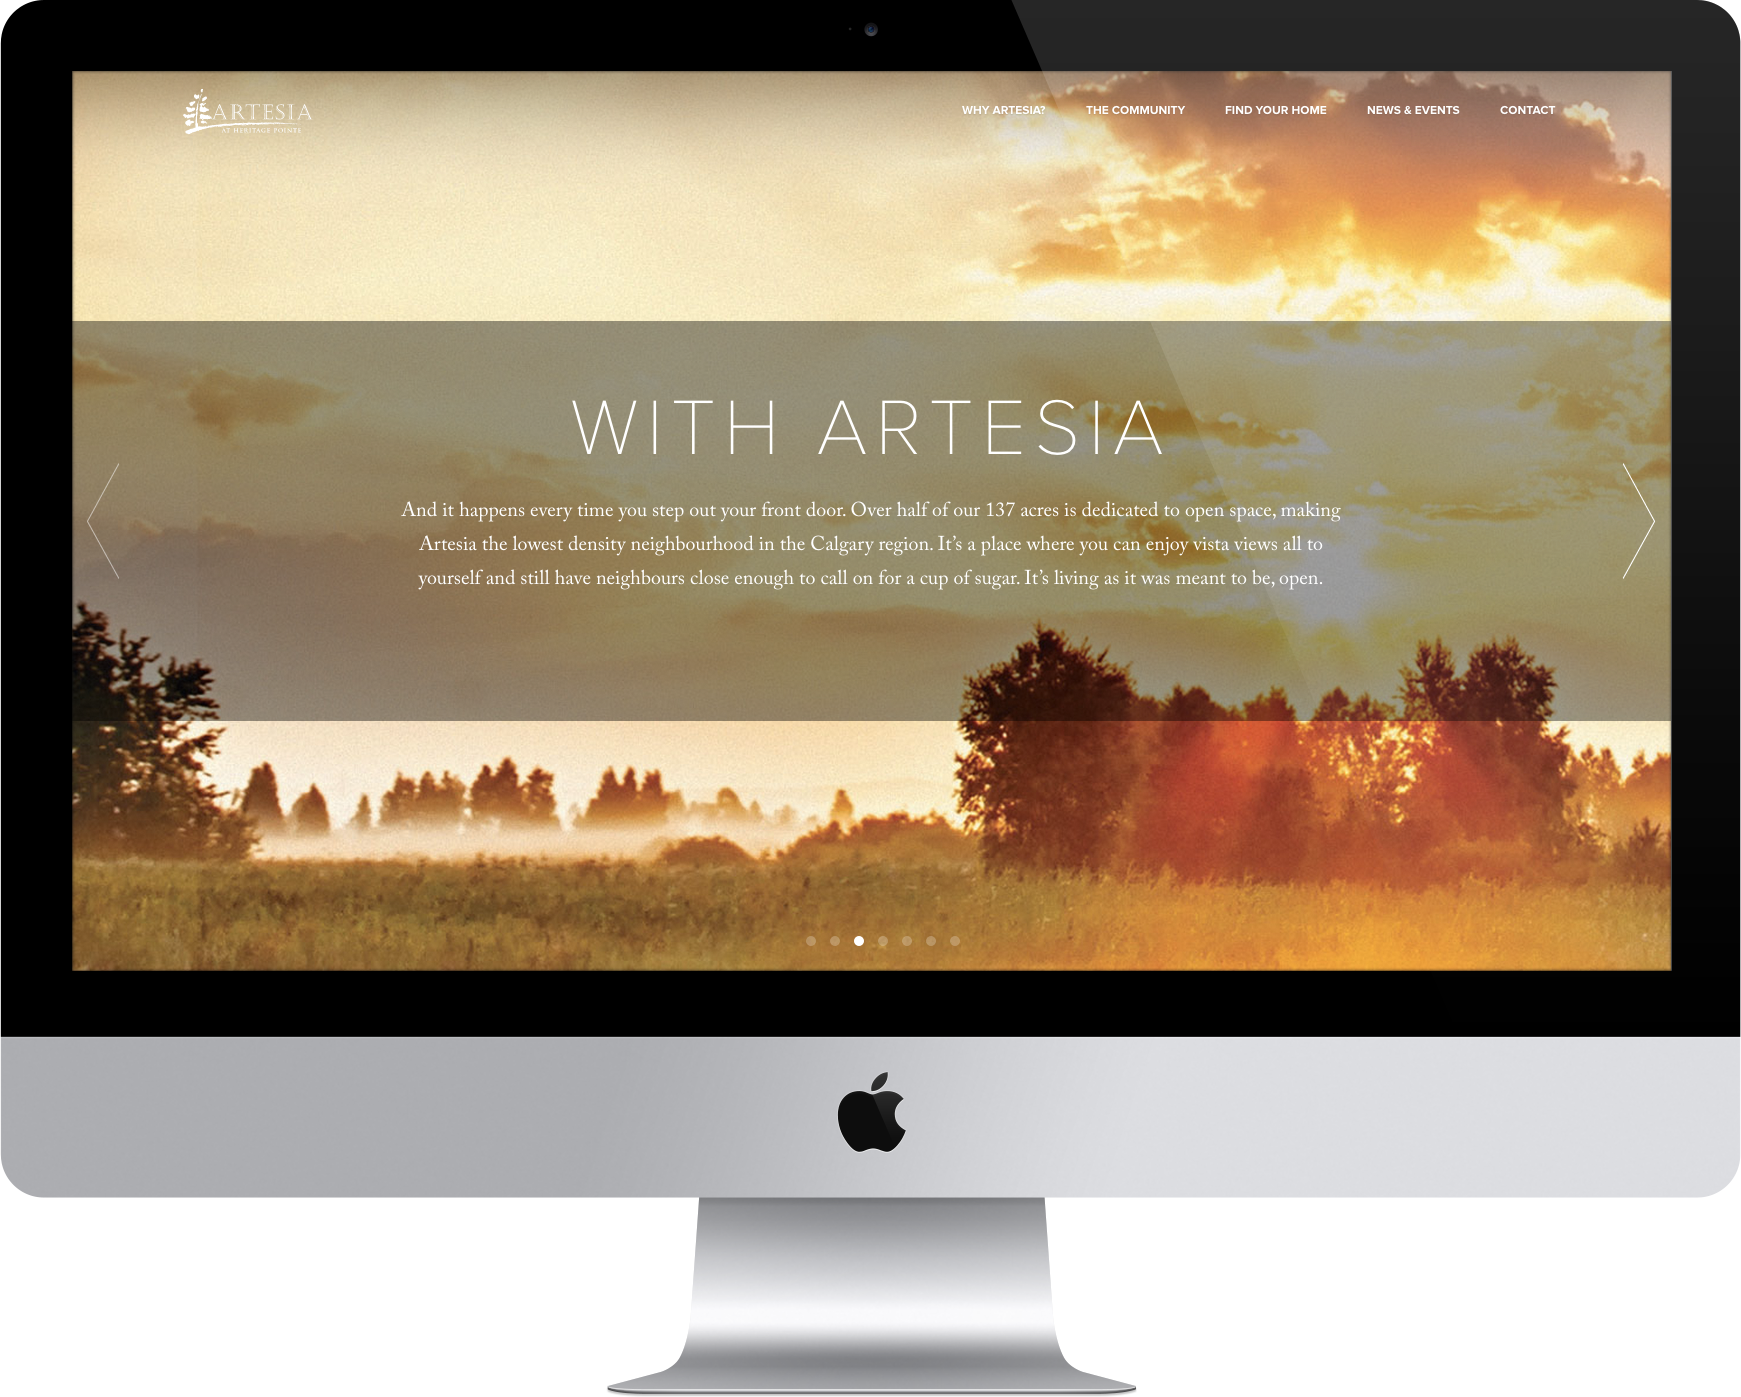 ARTESIA
AT HERITAGE POINTE
WHY ARTESIA? THE COMMUNITY FIND YOUR HOME NEWS & EVENTS CONTACT
WITH ARTESIA
And it happens every time you step out your front door. Over half of our 137 acres is dedicated to open space, making
Artesia the lowest density neighbourhood in the Calgary region. It’s a place where you can enjoy vista views all to
yourself and still have neighbours close enough to call on for a cup of sugar. It’s living as it was meant to be, open.